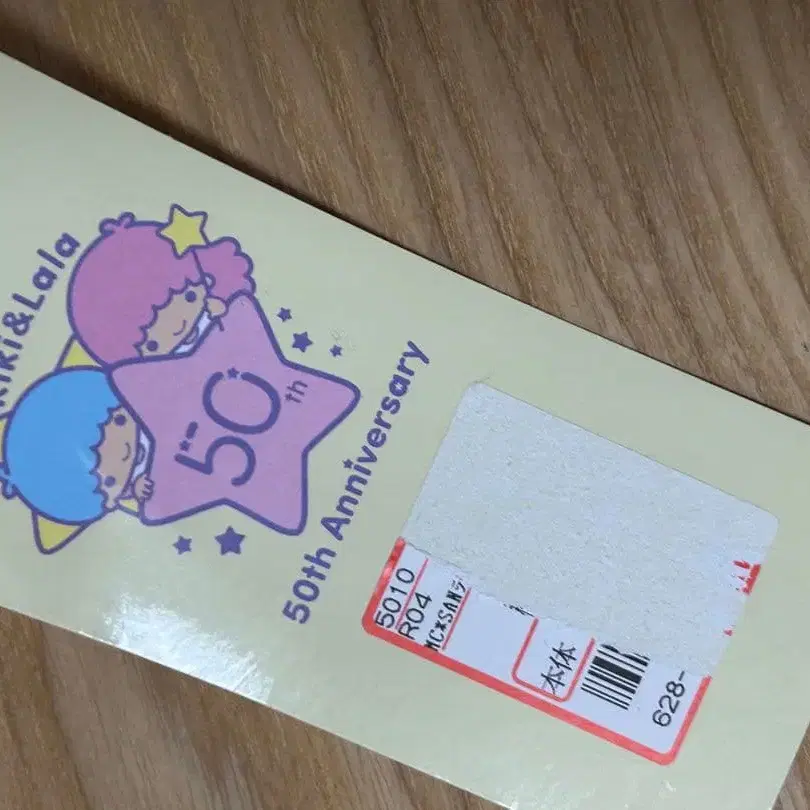 Kiki&Lala
50th
50th Anniversary
5010
R04
MC*SAN
本体
628-